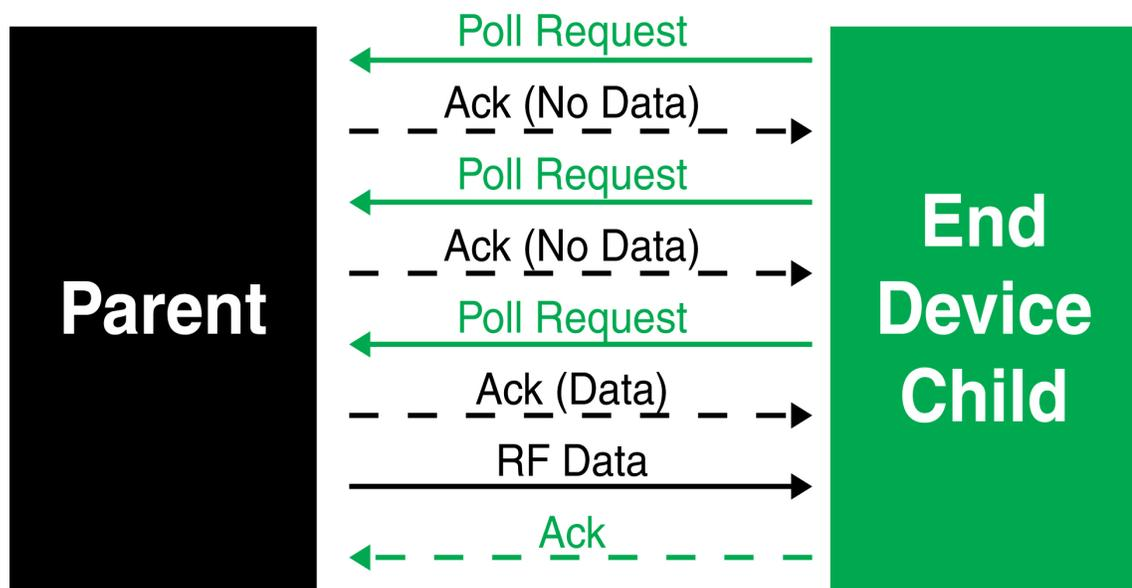 Poll Request
Ack (No Data)
Poll Request
Ack (No Data)
Poll Request
Ack (Data)
RF Data
Ack
Parent
End
Device
Child